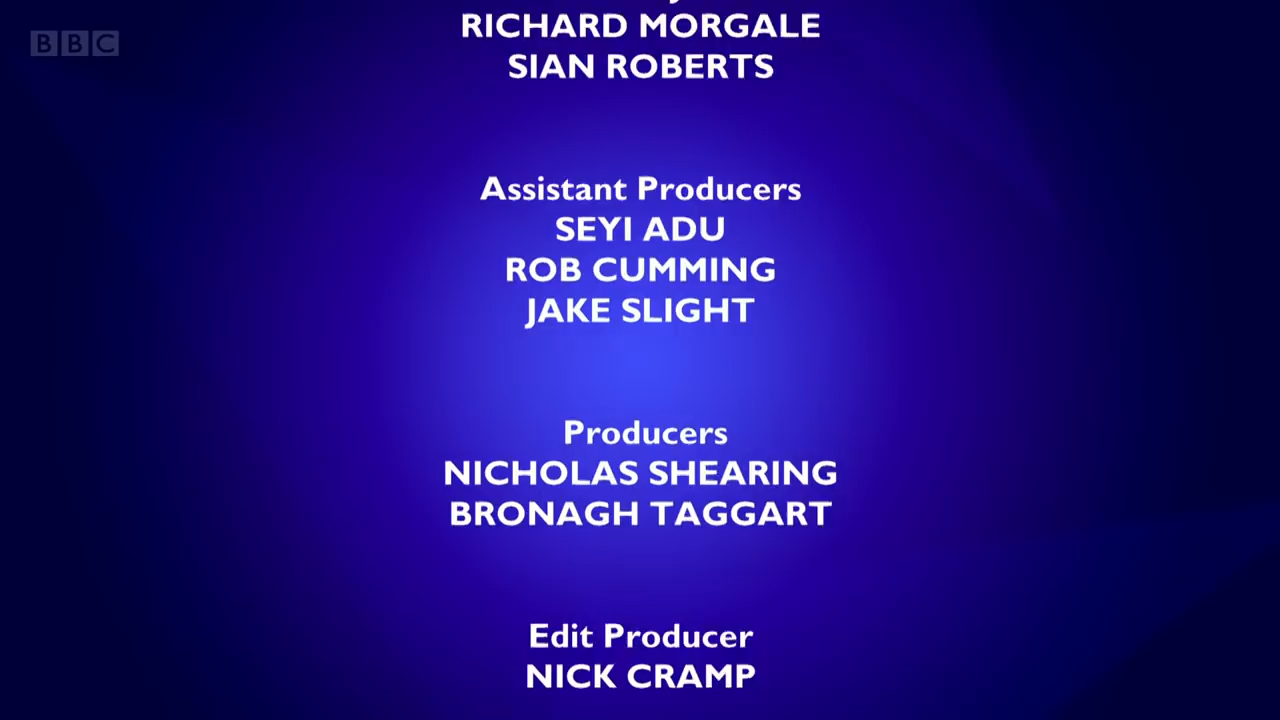 BBC
RICHARD MORGALE
SIAN ROBERTS
Assistant Producers
SEYI ADU
ROB CUMMING
JAKE SLIGHT
Producers
NICHOLAS SHEARING
BRONAGH TAGGART
Edit Producer
NICK CRAMP